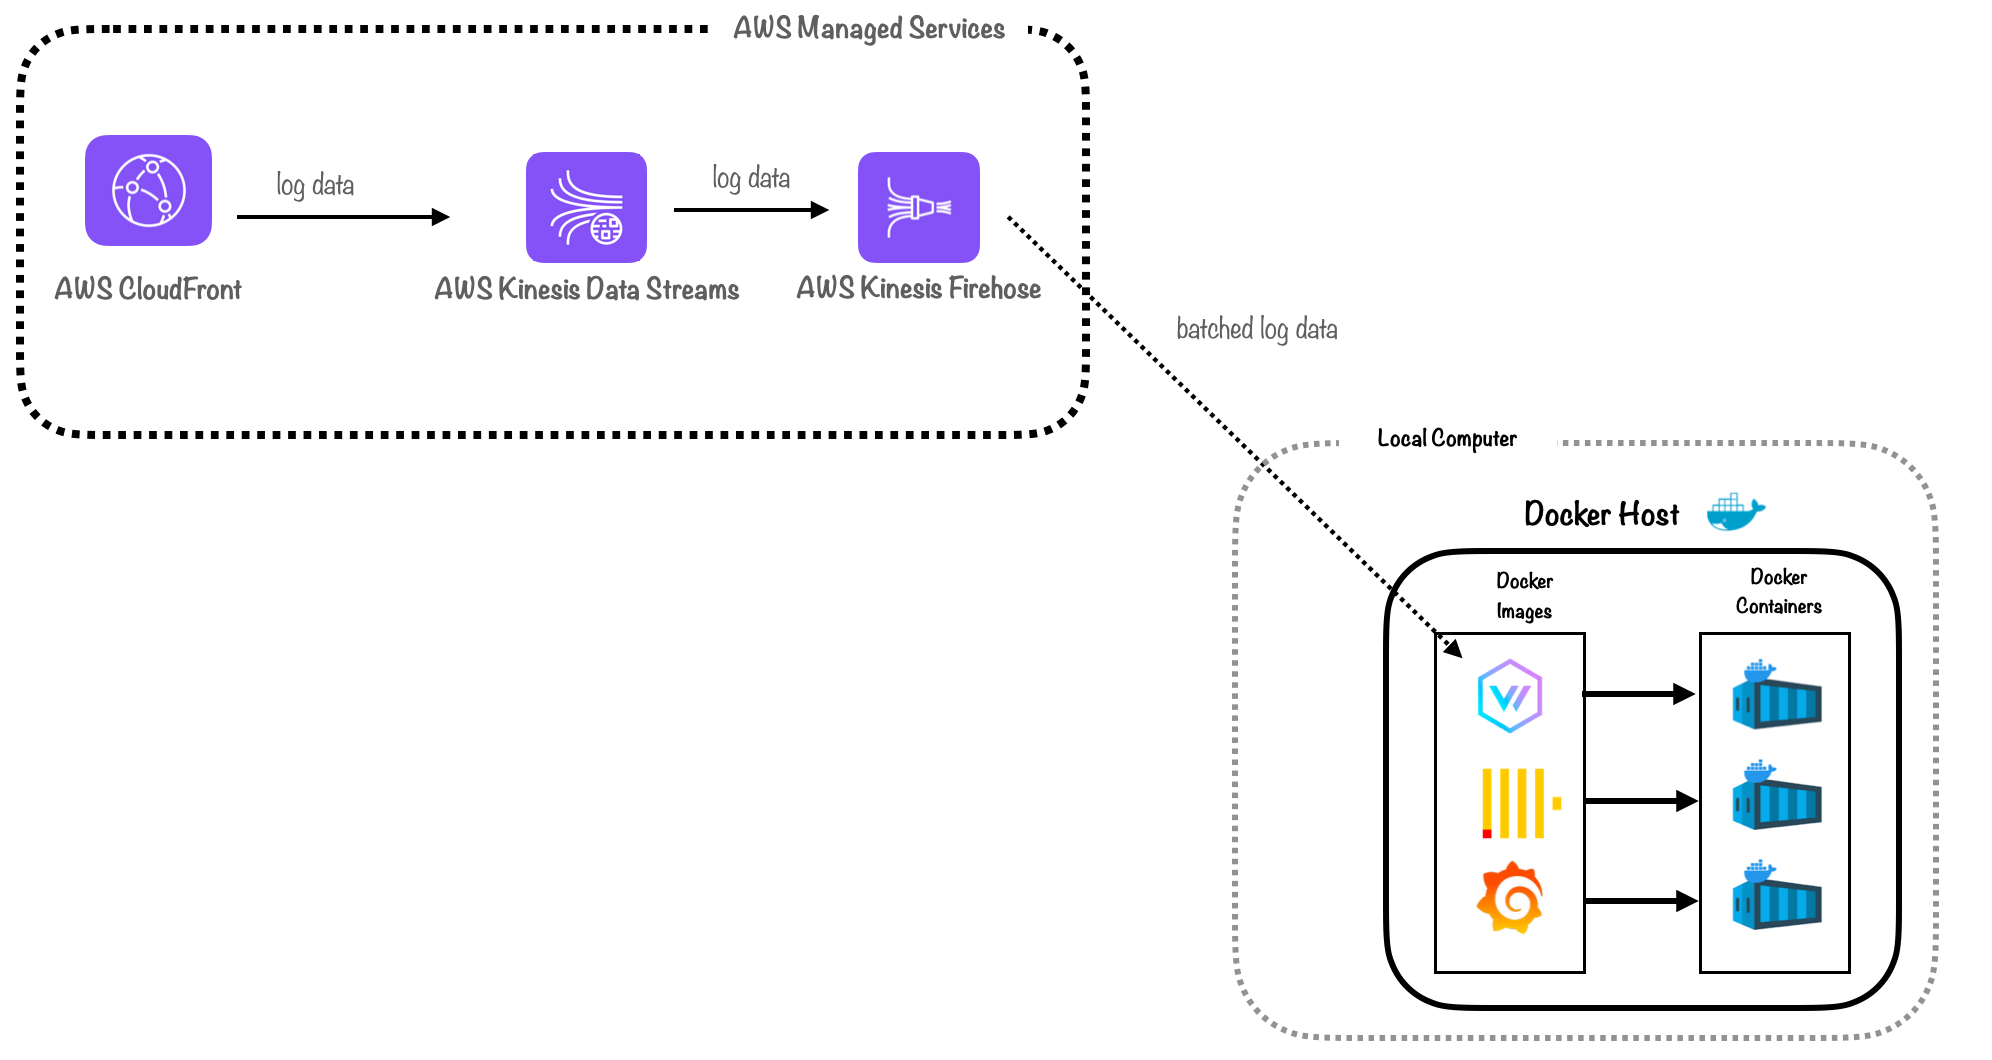 AWS Managed Services
log data
log data
AWS CloudFront
AWS Kinesis Data Streams
AWS Kinesis Firehose
batched log data
Local Computer
Docker Host
Docker
Images
Docker
Containers